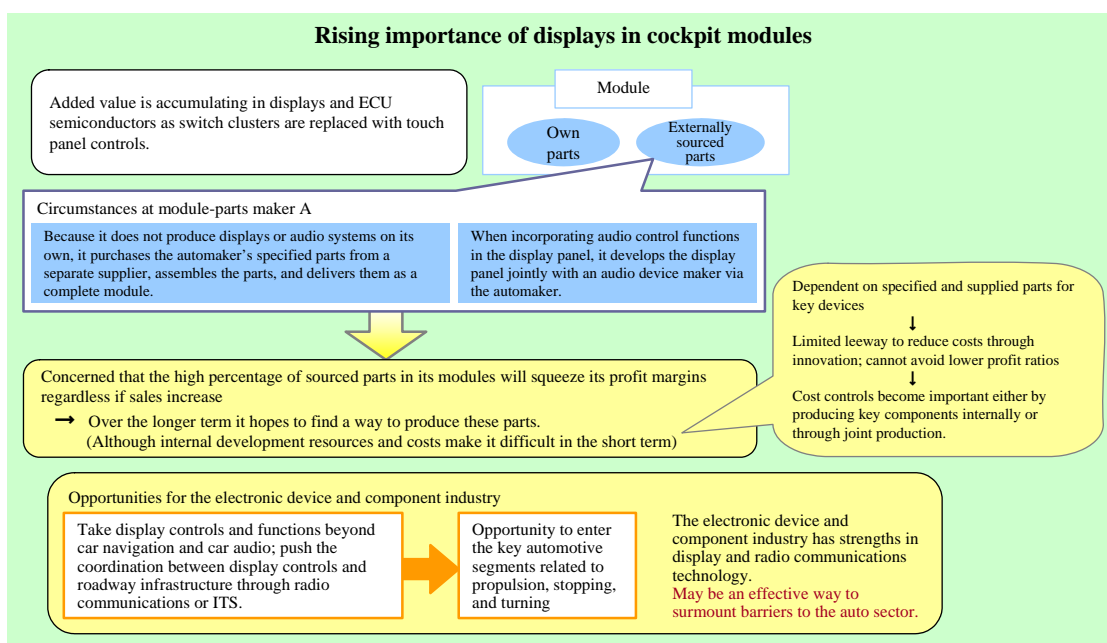 Rising importance of displays in cockpit modules
Added value is accumulating in displays and ECU
semiconductors as switch clusters are replaced with touch
panel controls.
Module
Own
parts
Externally
sourced
parts
Circumstances at module-parts maker A
Because it does not produce displays or audio systems on its
own, it purchases the automaker's specified parts from a
separate supplier, assembles the parts, and delivers them as a
complete module.
When incorporating audio control functions
in the display panel, it develops the display
panel jointly with an audio device maker via
the automaker.
Dependent on specified and supplied parts for
key devices
↓
Limited leeway to reduce costs through
innovation; cannot avoid lower profit ratios
↓
Cost controls become important either by
producing key components internally or
through joint production.
Concerned that the high percentage of sourced parts in its modules will squeeze its profit margins
regardless if sales increase
→ Over the longer term it hopes to find a way to produce these parts.
(Although internal development resources and costs make it difficult in the short term)
Opportunities for the electronic device and component industry
Take display controls and functions beyond
car navigation and car audio; push the
coordination between display controls and
roadway infrastructure through radio
communications or ITS.
Opportunity to enter
the key automotive
segments related to
propulsion, stopping,
and turning
The electronic device and
component industry has strengths in
display and radio communications
technology.
May be an effective way to
surmount barriers to the auto sector.